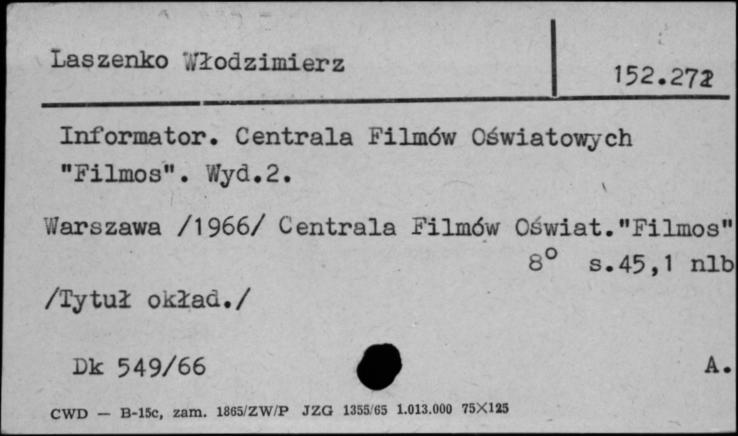 Laszenko Włodzimierz
152.272
Informator. Centrala Filmów Oświatowych
"Filmos". Wyd.2.
Warszawa /1966/ Centrala Filmów Oświat."Filmos"
8° s.45,1 nlb
/Tytuł okład./
Dk 549/66 A.
CWD — B-15c, zam. 1865/ZW/P JZG 1355/65 1.013.000 75X125